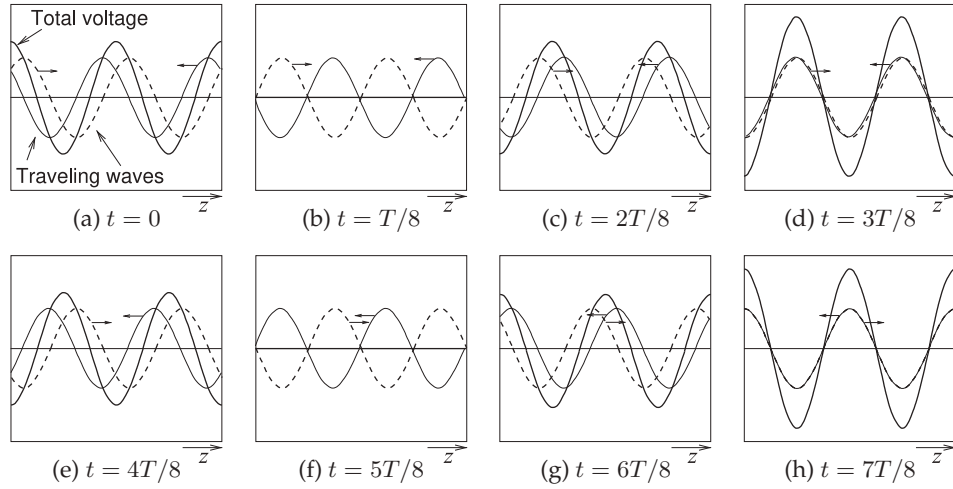 Total voltage
Traveling waves
z
z
z
z
(a) t = 0
(b) t = T/8
(c) t = 2T/8
(d) t = 3T/8
z
z
z
z
(e) t = 4T/8
(f) t = 5T/8
(g) t = 6T/8
(h) t = 7T/8